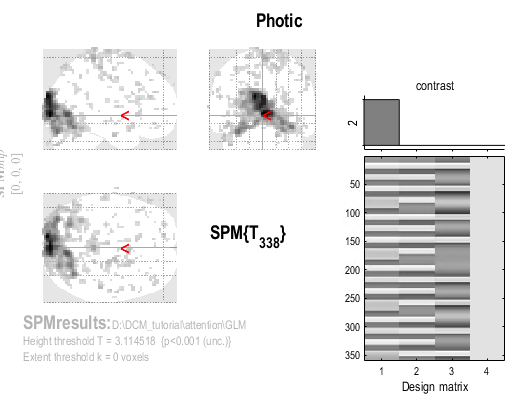 Photic
contrast
2
SPMmip
[0, 0, 0]
<
<
<
SPM{T338}
50
100
150
200
250
300
350
1 2 3 4
Design matrix
SPMresults: D:\DCM_tutorial\attention\GLM
Height threshold T = 3.114518 {p<0.001 (unc.)}
Extent threshold k = 0 voxels